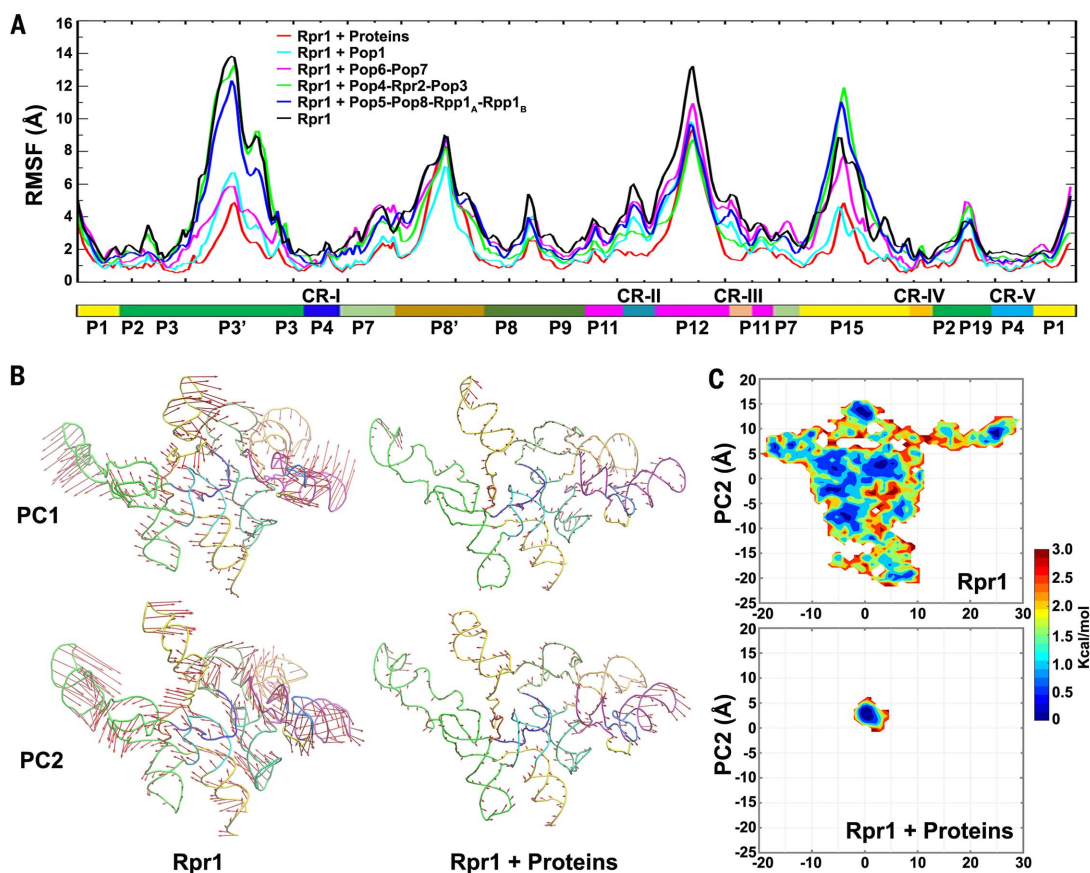 A
RMSF (Å)
16
14
12
10
8
6
4
2
0
Rpr1 + Proteins
Rpr1 + Pop1
Rpr1 + Pop6-Pop7
Rpr1 + Pop4-Rpr2-Pop3
Rpr1 + Pop5-Pop8-Rpp1A-Rpp1B
Rpr1
CR-I CR-II CR-III CR-IV CR-V
P1 P2 P3 P3' P3 P4 P7 P8' P8 P9 P11 P12 P11 P7 P15 P2 P19 P4 P1
B
PC1
PC2
Rpr1
Rpr1 + Proteins
C
PC2 (Å)
20
15
10
5
0
-5
-10
-15
-20
-25
Rpr1
-20 -10 0 10 20 30
PC2 (Å)
20
15
10
5
0
-5
-10
-15
-20
-25
Rpr1 + Proteins
-20 -10 0 10 20 30
3.0
2.5
2.0
1.5
1.0
0.5
0
Kcal/mol